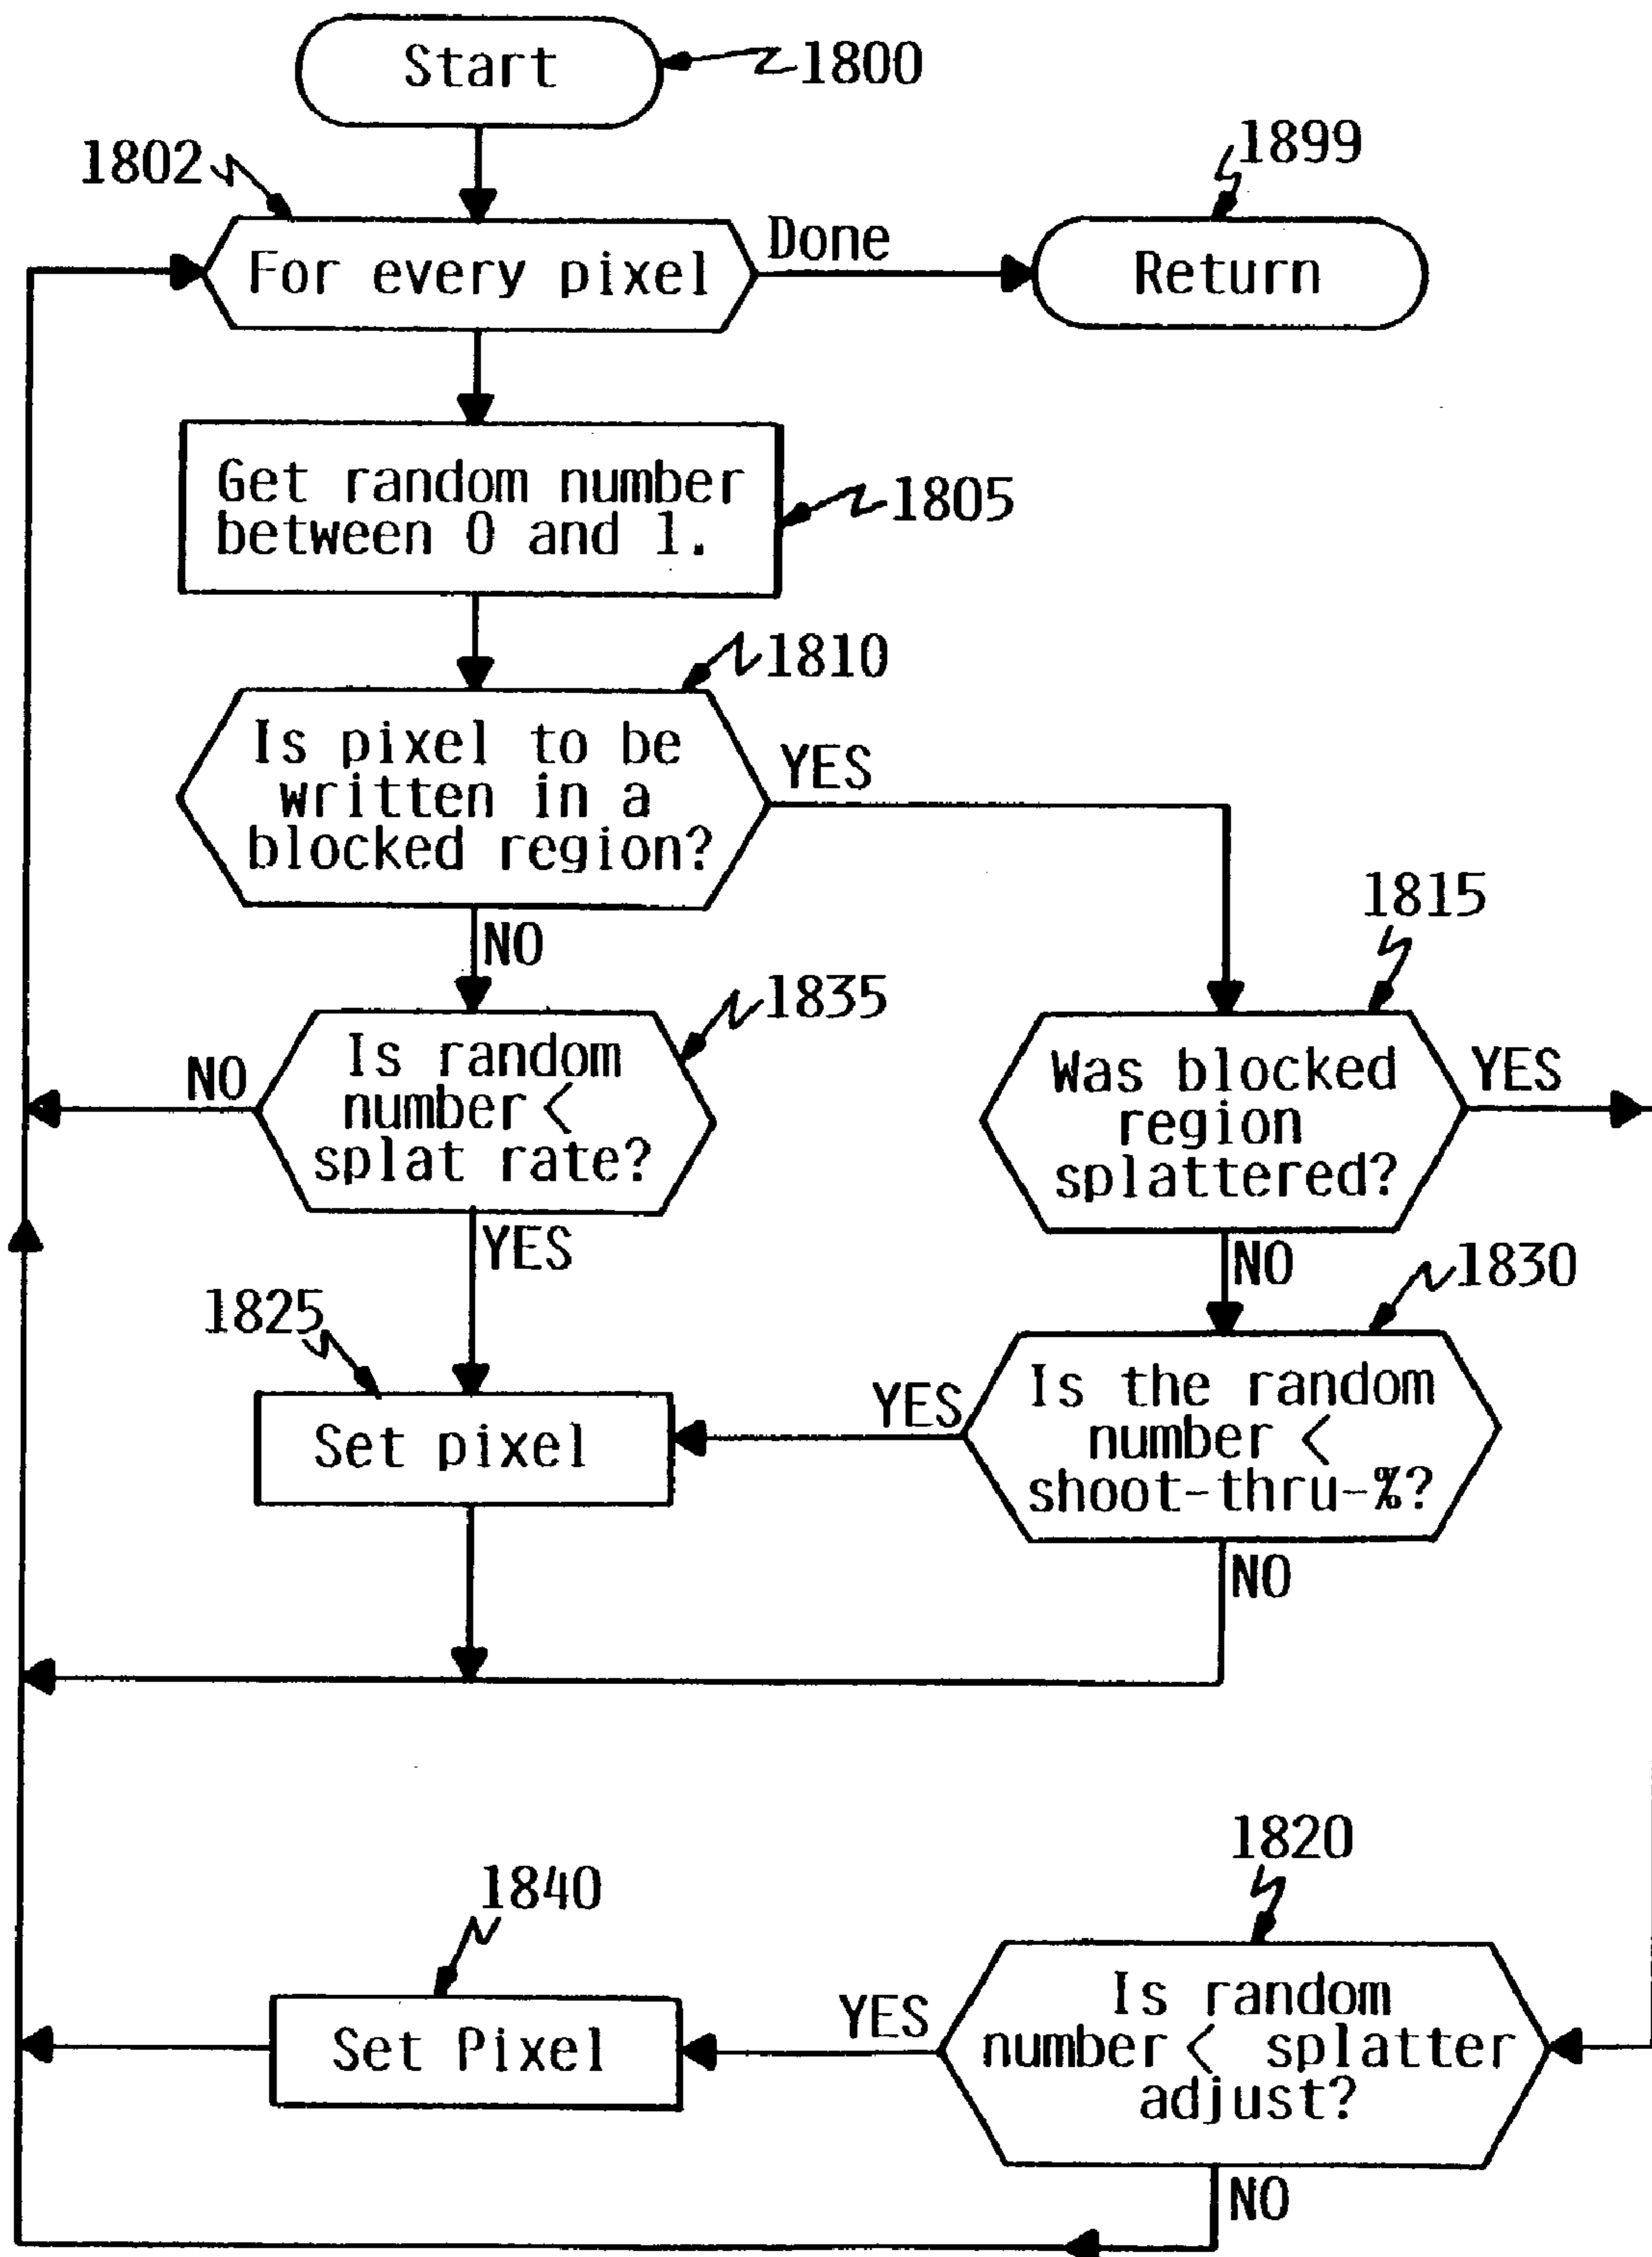 Start
1800
1802
1899
For every pixel
Done
Return
Get random number
between 0 and 1.
1805
1810
Is pixel to be
written in a
blocked region?
YES
NO
1815
1835
Is random
number <
splat rate?
NO
YES
Was blocked
region
splattered?
YES
NO
1830
1825
Set pixel
YES
Is the random
number <
shoot-thru-%?
NO
1820
1840
Set Pixel
YES
Is random
number < splatter
adjust?
NO